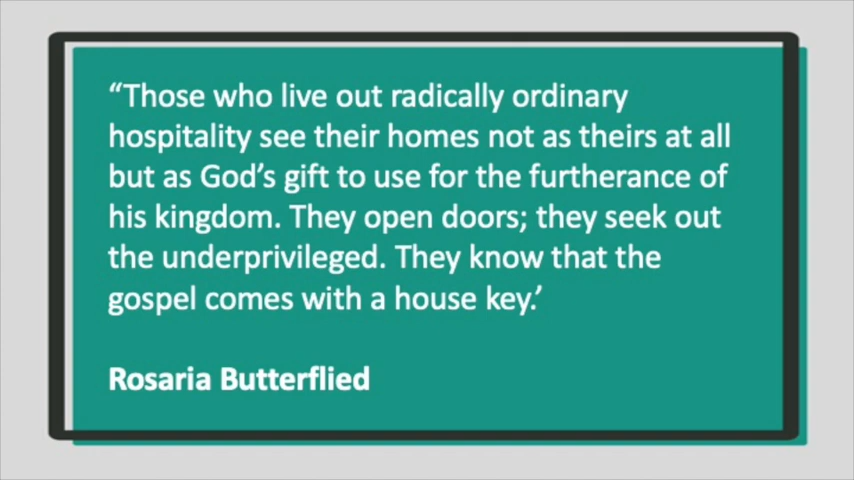 “Those who live out radically ordinary
hospitality see their homes not as theirs at all
but as God’s gift to use for the furtherance of
his kingdom. They open doors; they seek out
the underprivileged. They know that the
gospel comes with a house key.’
Rosaria Butterflied